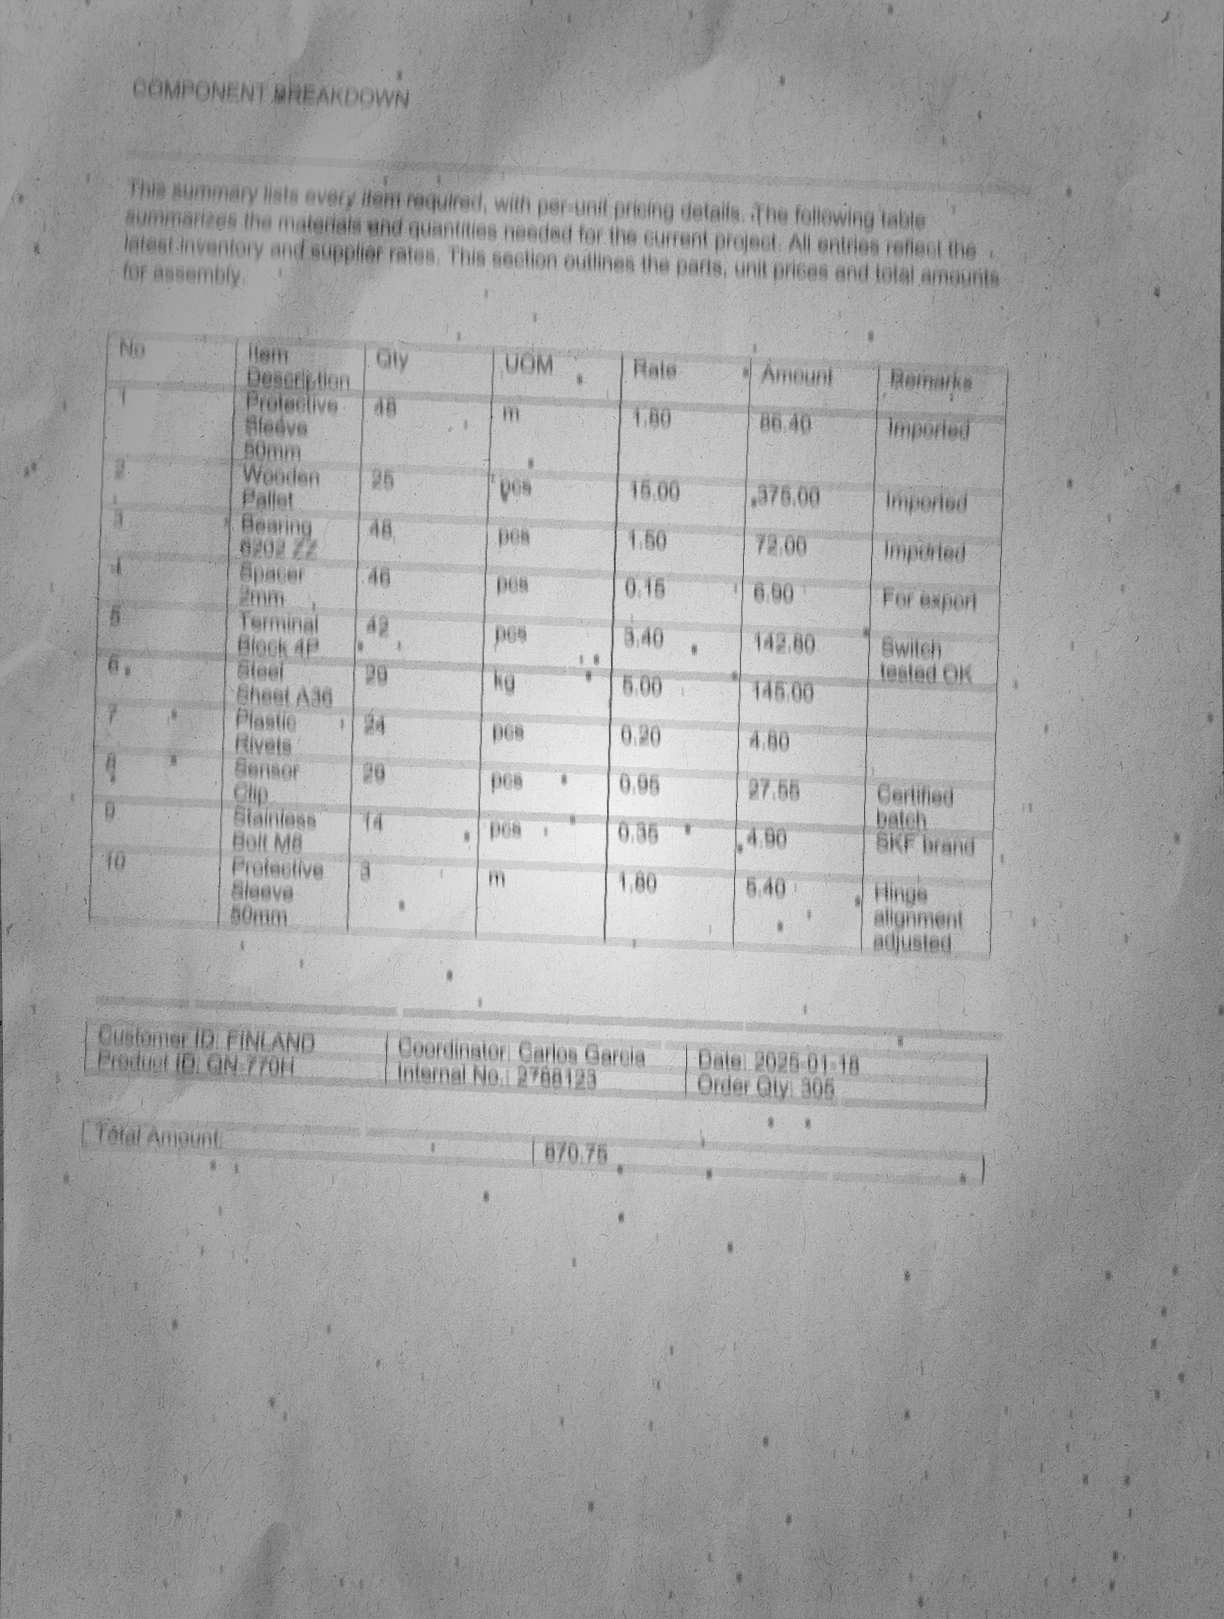 COMPONENT BREAKDOWN
This summary lists every item required, with per-unit pricing details. The following table
summarizes the materials and quantities needed for the current project. All entries reflect the
latest inventory and supplier rates. This section outlines the parts, unit prices and total amounts
for assembly.
No Item Description Qty UOM Rate Amount Remarks
1 Protective Sleeve 50mm 48 m 1.80 86.40 Imported
2 Wooden Pallet 25 pcs 15.00 375.00 Imported
3 Bearing 6202 ZZ 48 pcs 1.50 72.00 Imported
4 Spacer 2mm 46 pcs 0.15 6.90 For export
5 Terminal Block 4P 42 pcs 3.40 142.80 Switch tested OK
6 Steel Sheet A36 29 kg 5.00 145.00
7 Plastic Rivets 24 pcs 0.20 4.80
8 Sensor Clip 29 pcs 0.95 27.55 Certified batch
9 Stainless Bolt M8 14 pcs 0.35 4.90 SKF brand
10 Protective Sleeve 50mm 3 m 1.80 5.40 Hinge alignment adjusted
Customer ID: FINLAND Coordinator: Carlos Garcia Date: 2025-01-18
Product ID: QN-770H Internal No.: 2788123 Order Qty: 305
Total Amount: 870.75